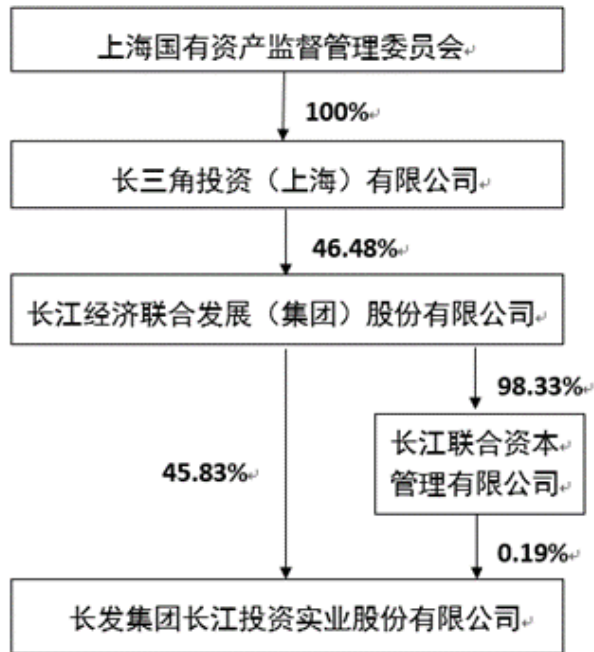 上海国有资产监督管理委员会
100%
长三角投资（上海）有限公司
46.48%
长江经济联合发展（集团）股份有限公司
98.33%
长江联合资本
管理有限公司
45.83%
0.19%
长发集团长江投资实业股份有限公司